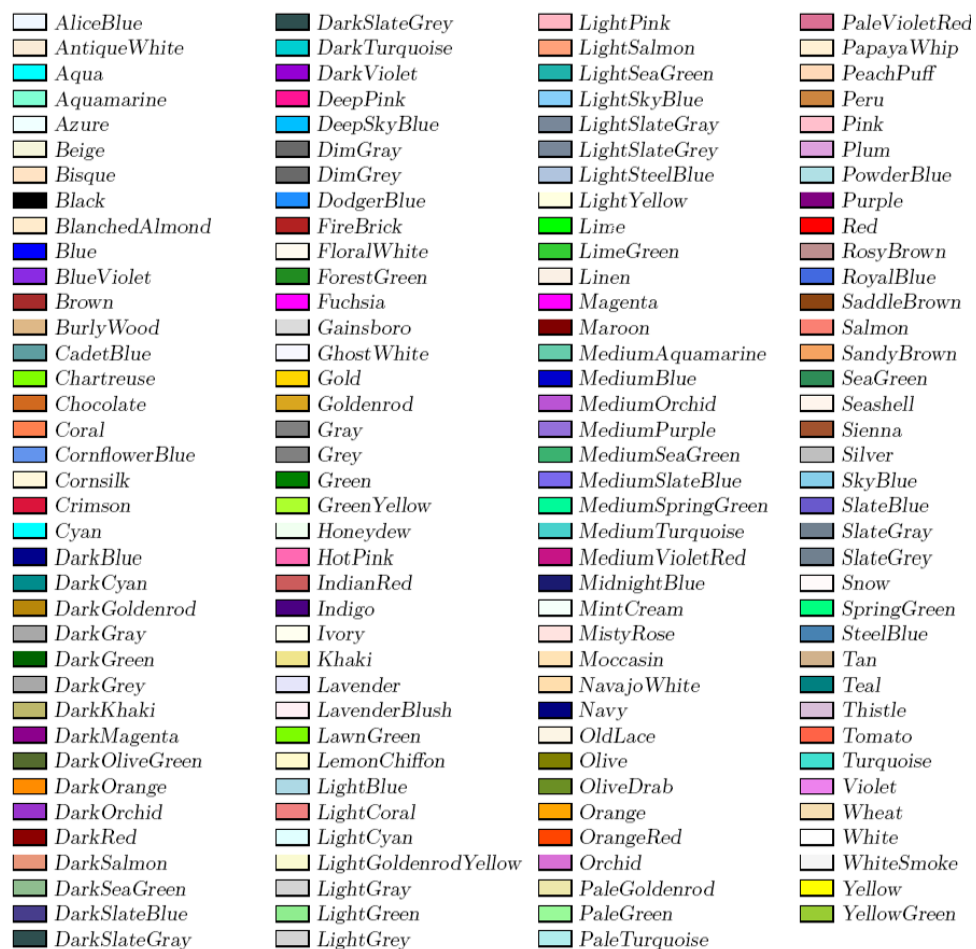 AliceBlue
AntiqueWhite
Aqua
Aquamarine
Azure
Beige
Bisque
Black
BlanchedAlmond
Blue
BlueViolet
Brown
BurlyWood
CadetBlue
Chartreuse
Chocolate
Coral
CornflowerBlue
Cornsilk
Crimson
Cyan
DarkBlue
DarkCyan
DarkGoldenrod
DarkGray
DarkGreen
DarkGrey
DarkKhaki
DarkMagenta
DarkOliveGreen
DarkOrange
DarkOrchid
DarkRed
DarkSalmon
DarkSeaGreen
DarkSlateBlue
DarkSlateGray
DarkSlateGrey
DarkTurquoise
DarkViolet
DeepPink
DeepSkyBlue
DimGray
DimGrey
DodgerBlue
FireBrick
FloralWhite
ForestGreen
Fuchsia
Gainsboro
GhostWhite
Gold
Goldenrod
Gray
Grey
Green
GreenYellow
Honeydew
HotPink
IndianRed
Indigo
Ivory
Khaki
Lavender
LavenderBlush
LawnGreen
LemonChiffon
LightBlue
LightCoral
LightCyan
LightGoldenrodYellow
LightGray
LightGreen
LightGrey
LightPink
LightSalmon
LightSeaGreen
LightSkyBlue
LightSlateGray
LightSlateGrey
LightSteelBlue
LightYellow
Lime
LimeGreen
Linen
Magenta
Maroon
MediumAquamarine
MediumBlue
MediumOrchid
MediumPurple
MediumSeaGreen
MediumSlateBlue
MediumSpringGreen
MediumTurquoise
MediumVioletRed
MidnightBlue
MintCream
MistyRose
Moccasin
NavajoWhite
Navy
OldLace
Olive
OliveDrab
Orange
OrangeRed
Orchid
PaleGoldenrod
PaleGreen
PaleTurquoise
PaleVioletRed
PapayaWhip
PeachPuff
Peru
Pink
Plum
PowderBlue
Purple
Red
RosyBrown
RoyalBlue
SaddleBrown
Salmon
SandyBrown
SeaGreen
Seashell
Sienna
Silver
SkyBlue
SlateBlue
SlateGray
SlateGrey
Snow
SpringGreen
SteelBlue
Tan
Teal
Thistle
Tomato
Turquoise
Violet
Wheat
White
WhiteSmoke
Yellow
YellowGreen